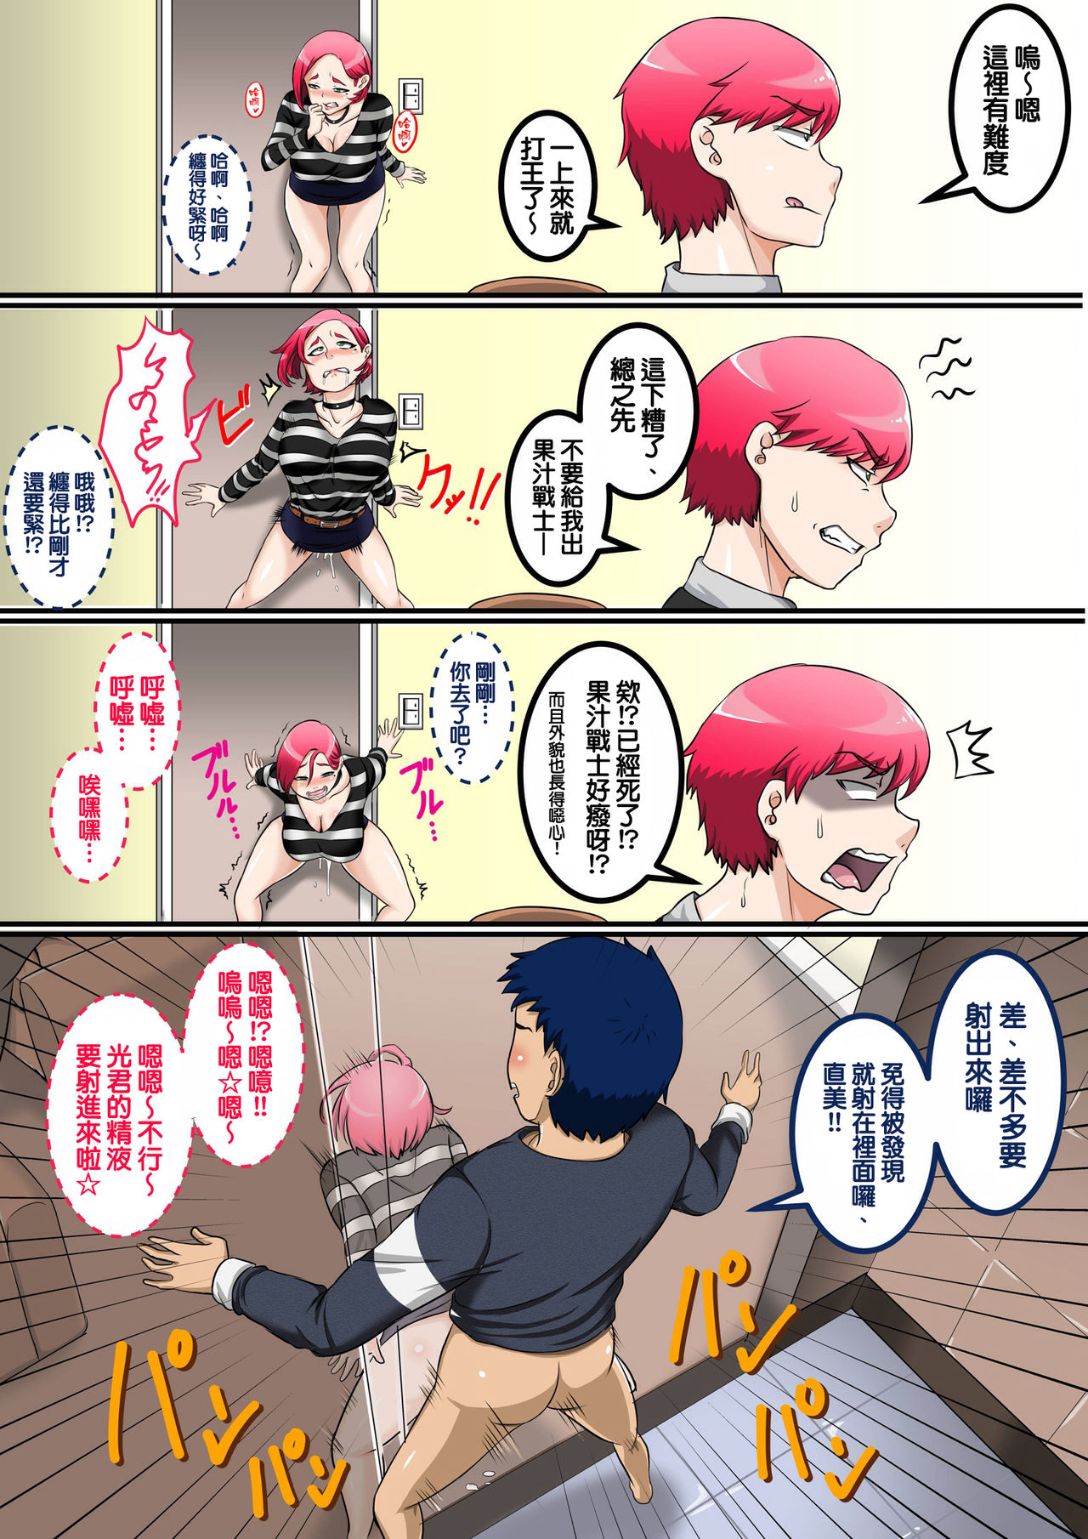 嗚～嗯
這裡有難度
一上來就
打王了～
哈啊♥
哈啊♥
哈啊、哈啊
纏得好緊呀～
這下糟了、
總之先
不要給我出
果汁戰士—
ビクッ!!
哦哦!?
纏得比剛才
還要緊!?
欸!?已經死了!?
果汁戰士好廢呀!?
而且外貌也長得噁心！
剛剛…
你去了吧？
ブル…
ブルルッ…
呼噓…
呼噓…
唉嘿嘿…
差、差不多要
射出來囉
免得被發現
就射在裡面囉、
直美!!
嗯嗯!?嗯噫!!
嗚嗚～嗯☆嗯～
嗯嗯～不行～
光君的精液
要射進來啦☆
パン
パン
パン
パン